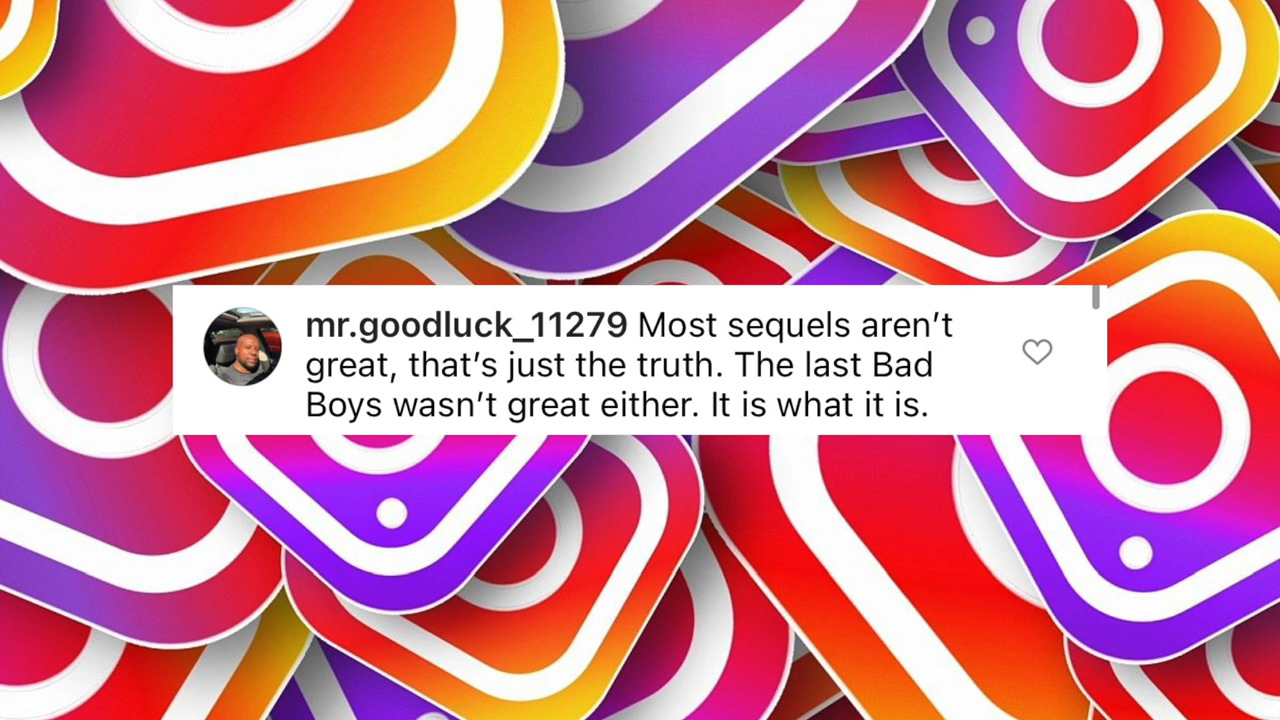 mr.goodluck_11279 Most sequels aren’t
great, that’s just the truth. The last Bad
Boys wasn’t great either. It is what it is.